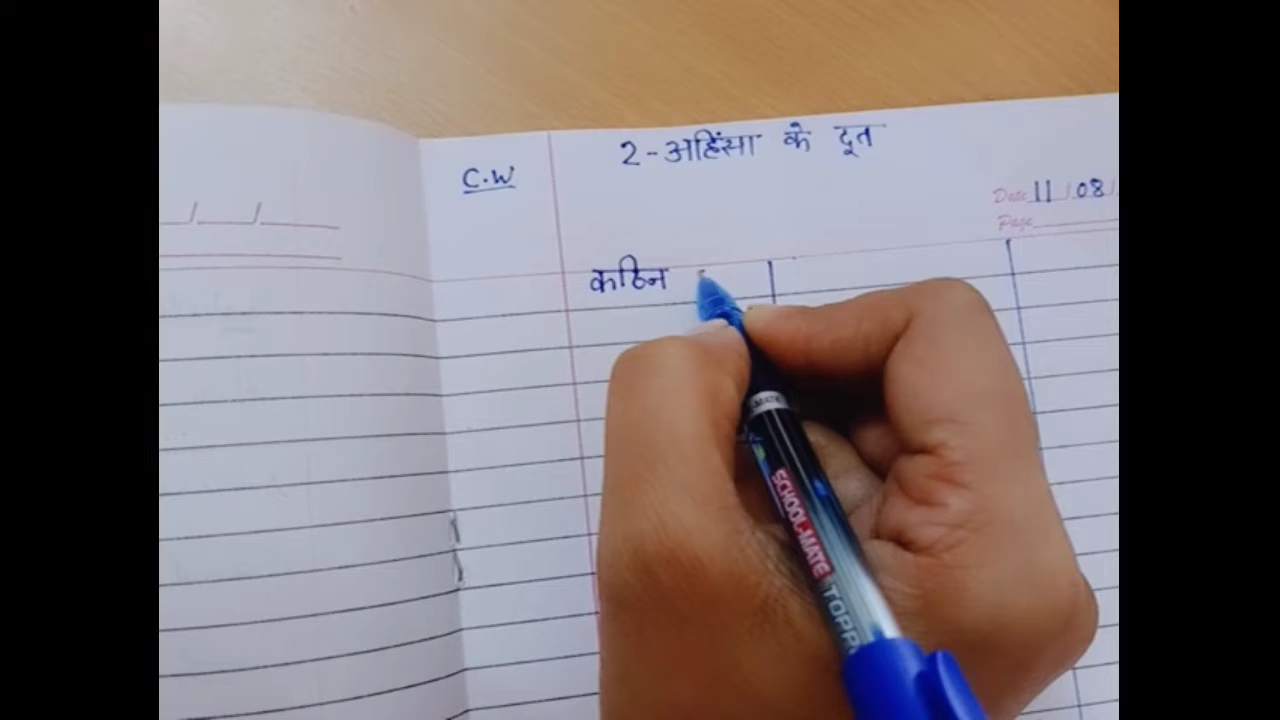 2-अहिंसा के दूत
C.W
Date 11/08/
Page
कठिन
SCHOOL-MATE TOPP